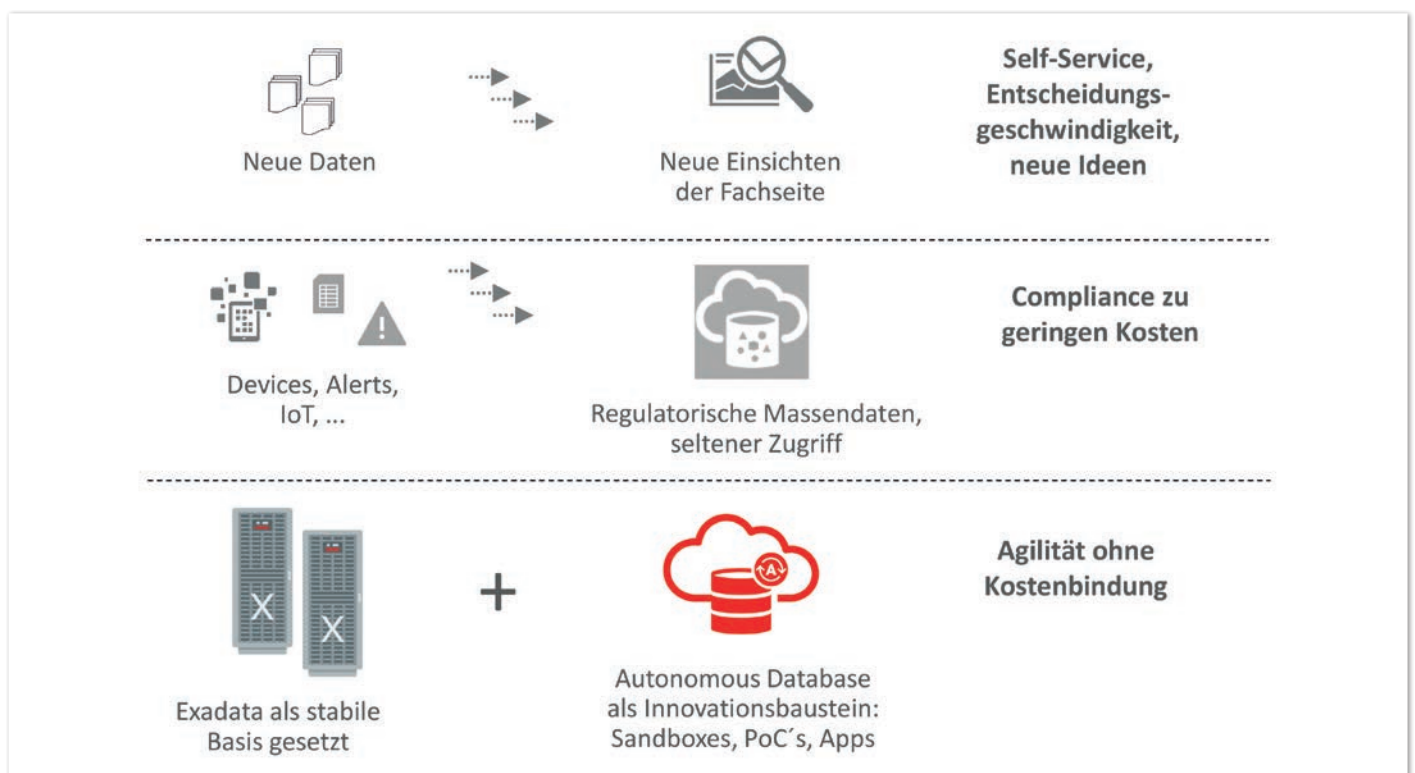 Neue Daten
Neue Einsichten
der Fachseite
Self-Service,
Entscheidungs-
geschwindigkeit,
neue Ideen
Devices, Alerts,
IoT, ...
Regulatorische Massendaten,
seltener Zugriff
Compliance zu
geringen Kosten
X
X
Exadata als stabile
Basis gesetzt
+
A
Autonomous Database
als Innovationsbaustein:
Sandboxes, PoC´s, Apps
Agilität ohne
Kostenbindung